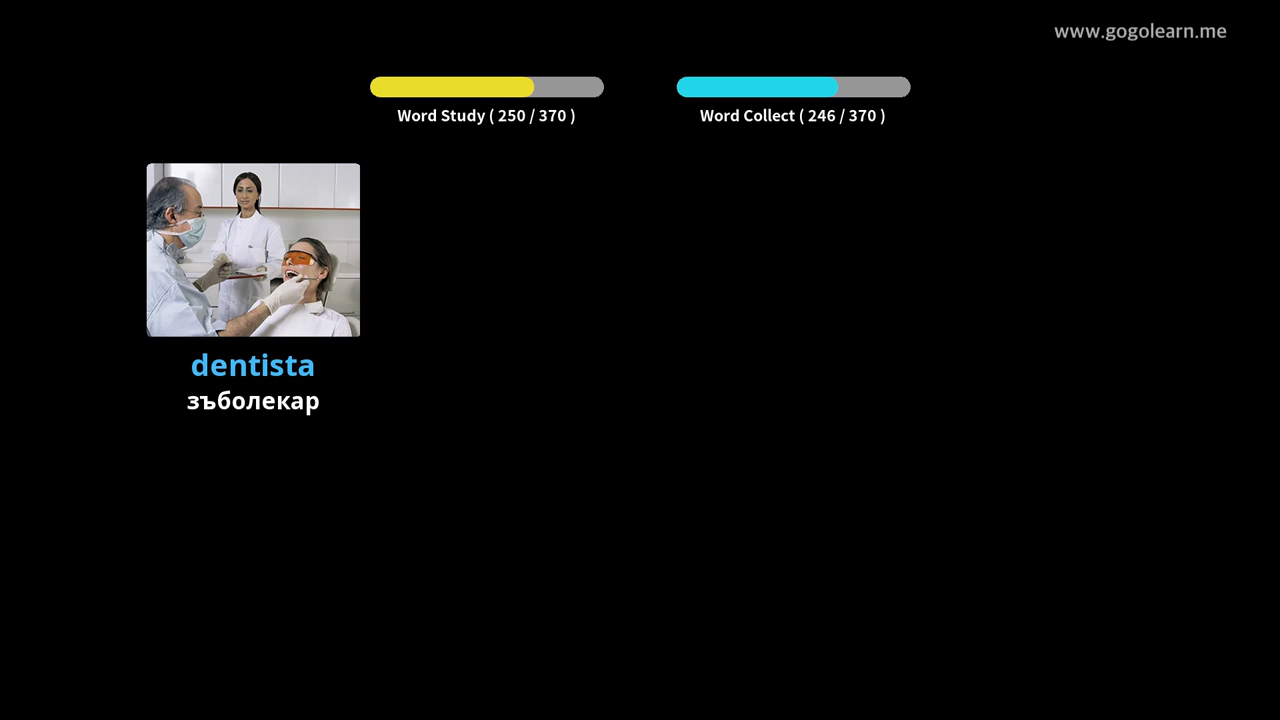 www.gogolearn.me
Word Study ( 250 / 370 )
Word Collect ( 246 / 370 )
dentista
зъболекар